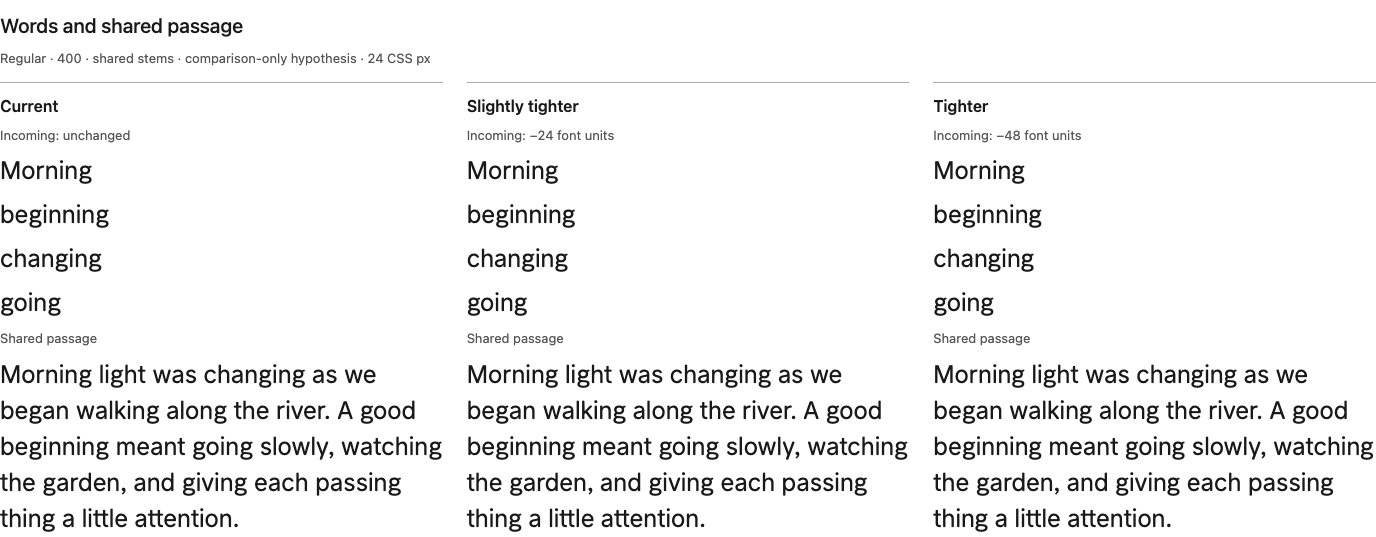 Words and shared passage
Regular · 400 · shared stems · comparison-only hypothesis · 24 CSS px
Current
Incoming: unchanged
Morning
beginning
changing
going
Shared passage
Morning light was changing as we
began walking along the river. A good
beginning meant going slowly, watching
the garden, and giving each passing
thing a little attention.
Slightly tighter
Incoming: −24 font units
Morning
beginning
changing
going
Shared passage
Morning light was changing as we
began walking along the river. A good
beginning meant going slowly, watching
the garden, and giving each passing
thing a little attention.
Tighter
Incoming: −48 font units
Morning
beginning
changing
going
Shared passage
Morning light was changing as we
began walking along the river. A good
beginning meant going slowly, watching
the garden, and giving each passing
thing a little attention.